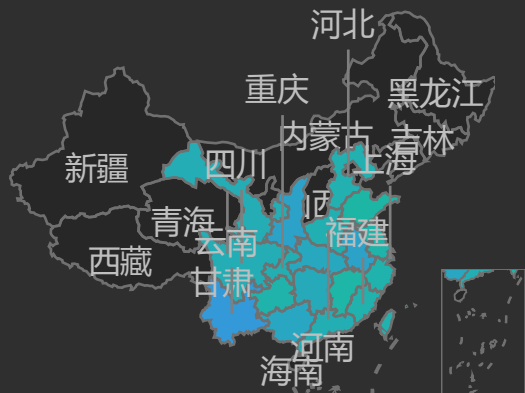 河北
重庆
黑龙江
内蒙古
吉林
四川
上海
新疆
青海
福建
云南
西藏
甘肃
河南
海南